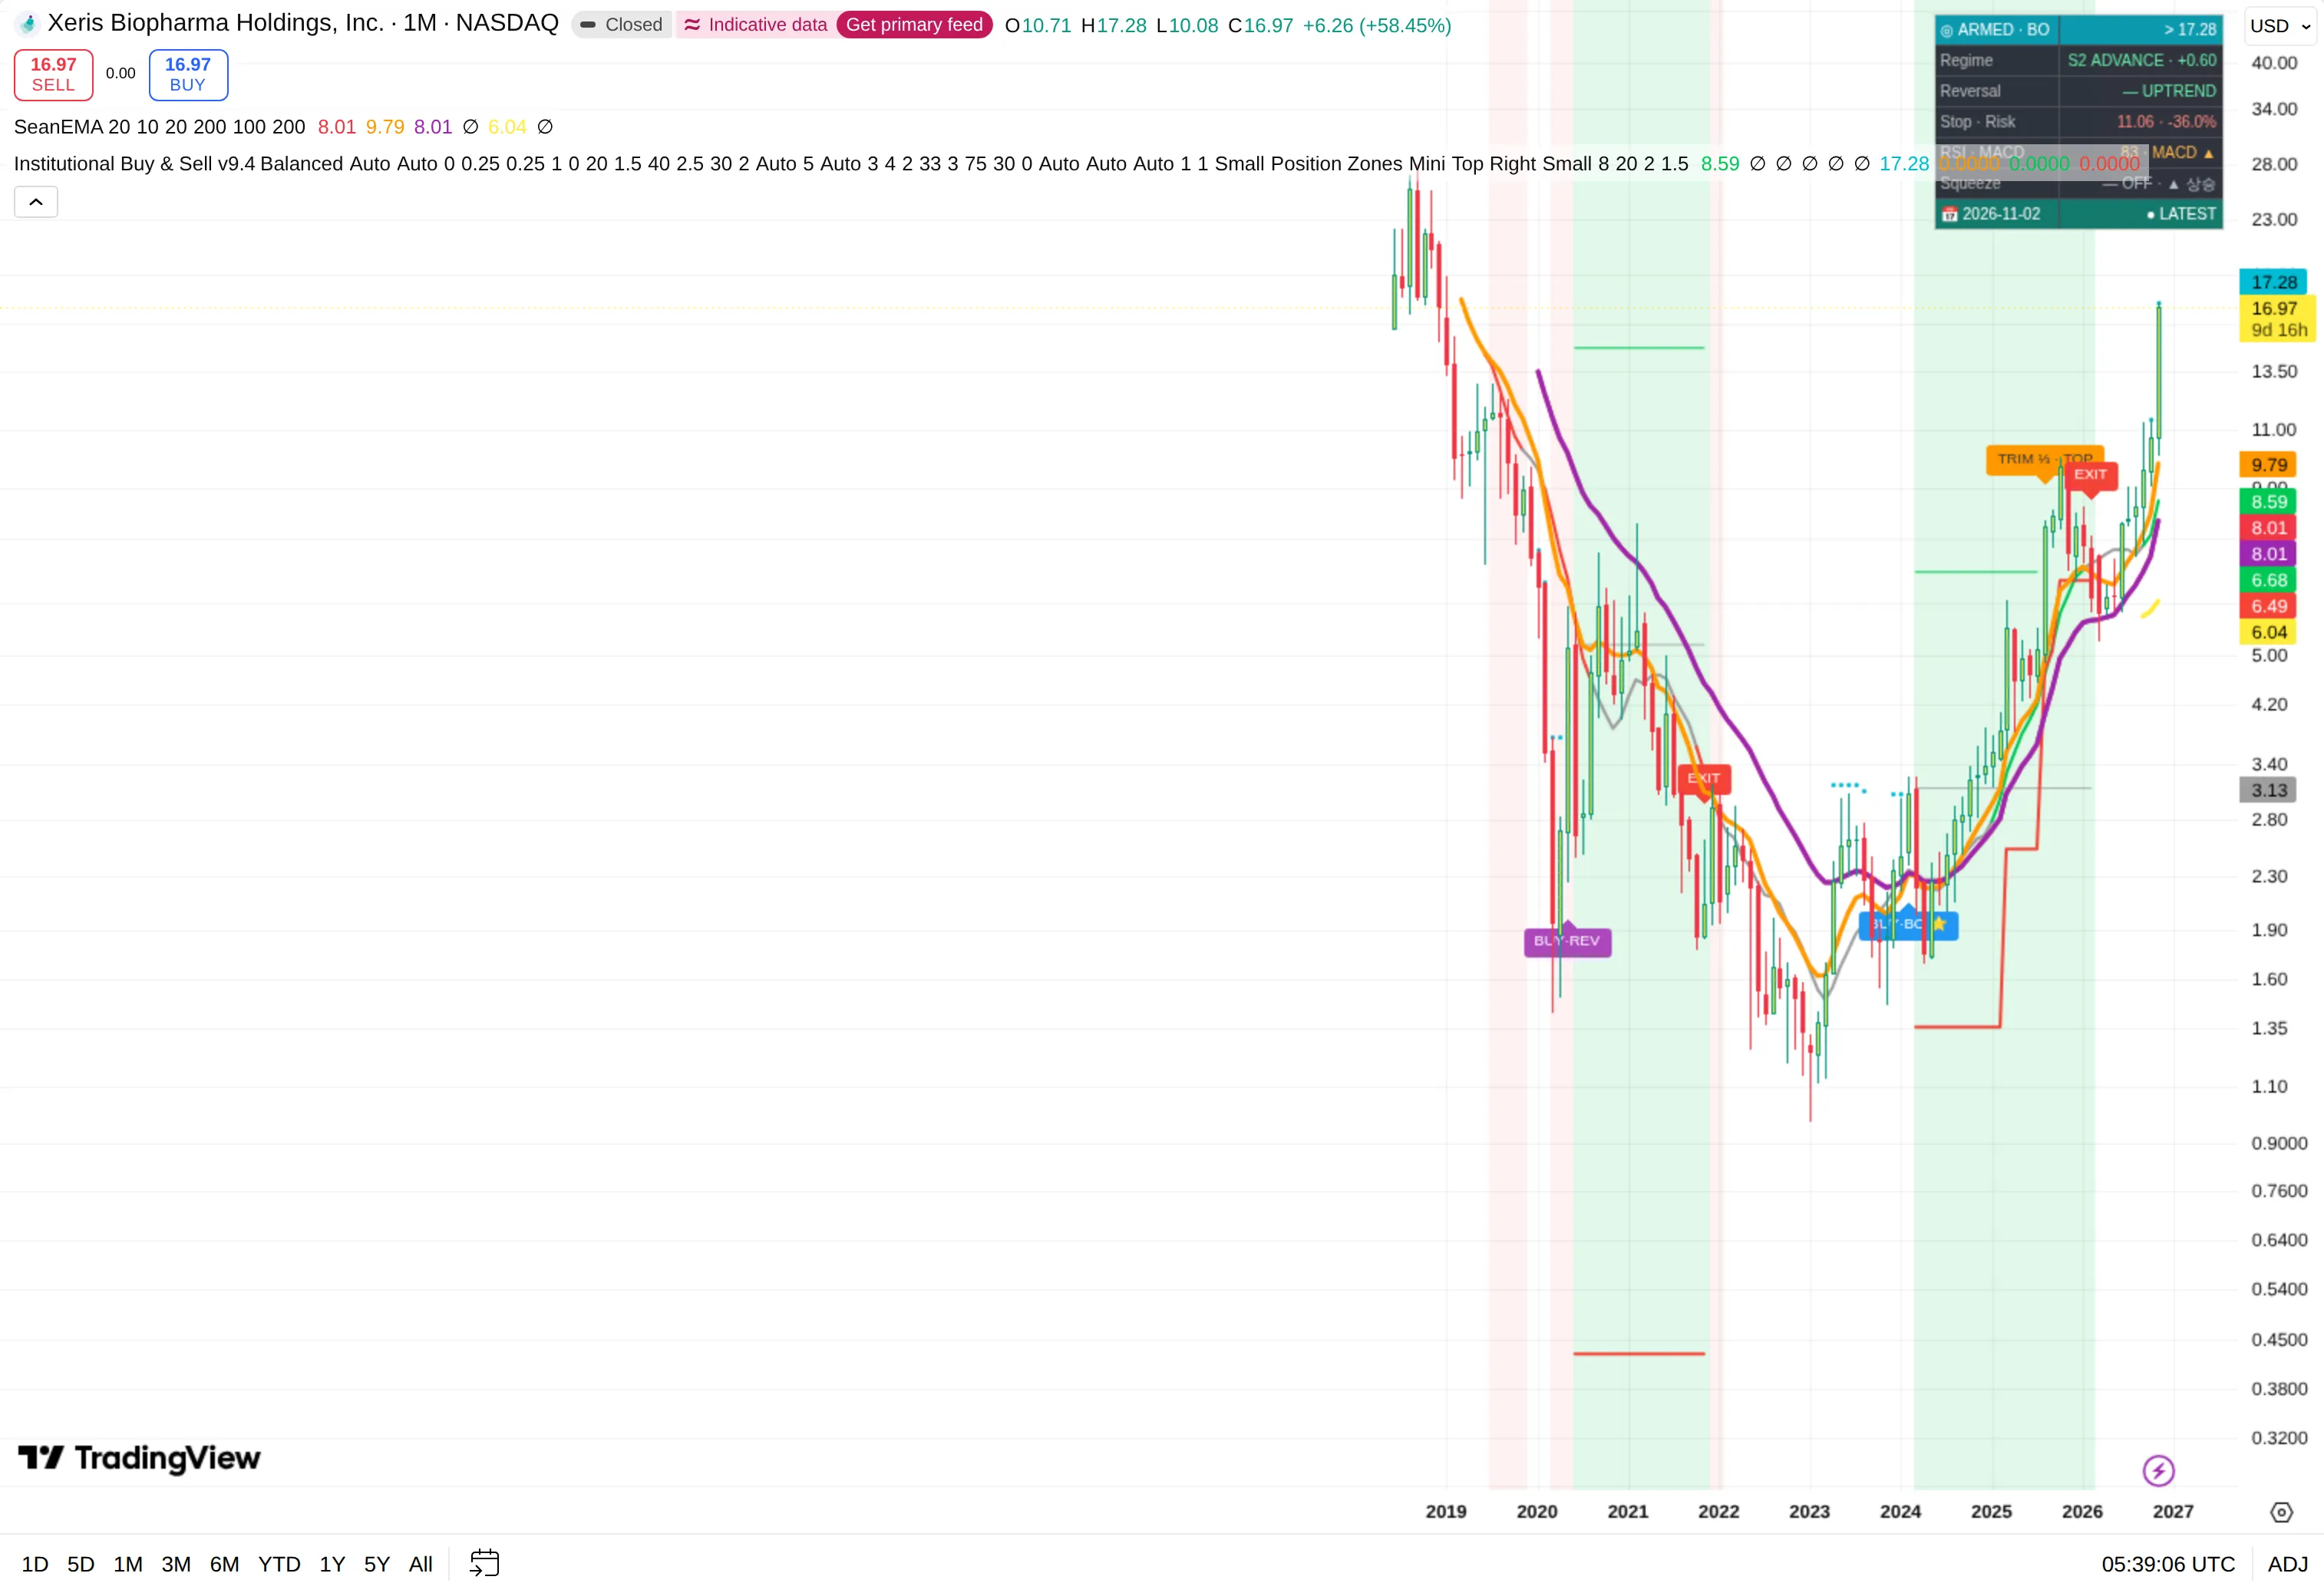 Xeris Biopharma Holdings, Inc. · 1M · NASDAQ Closed Indicative data Get primary feed O10.71 H17.28 L10.08 C16.97 +6.26 (+58.45%)
16.97 SELL 0.00 16.97 BUY
SeanEMA 20 10 20 200 100 200 8.01 9.79 8.01 ∅ 6.04 ∅
Institutional Buy & Sell v9.4 Balanced Auto Auto 0 0.25 0.25 1 0 20 1.5 40 2.5 30 2 Auto 5 Auto 3 4 2 33 3 75 30 0 Auto Auto Auto 1 1 Small Position Zones Mini Top Right Small 8 20 2 1.5 8.59 ∅ ∅ ∅ ∅ ∅ 17.28 0.0000 0.0000 0.0000
◎ ARMED · BO > 17.28
Regime S2 ADVANCE · +0.60
Reversal — UPTREND
Stop · Risk 11.06 · -36.0%
RSI · MACD 83 · MACD ▲
Squeeze — OFF · ▲ 상승
2026-11-02 ● LATEST
USD
40.00
34.00
28.00
23.00
17.28
16.97
9d 16h
13.50
11.00
9.79
9.00
8.59
8.01
8.01
6.68
6.49
6.04
5.00
4.20
3.40
3.13
2.80
2.30
1.90
1.60
1.35
1.10
0.9000
0.7600
0.6400
0.5400
0.4500
0.3800
0.3200
TRIM ⅓ · TOP
EXIT
EXIT
BUY·REV
BUY·BO ⭐
TradingView
2019 2020 2021 2022 2023 2024 2025 2026 2027
1D 5D 1M 3M 6M YTD 1Y 5Y All
05:39:06 UTC ADJ